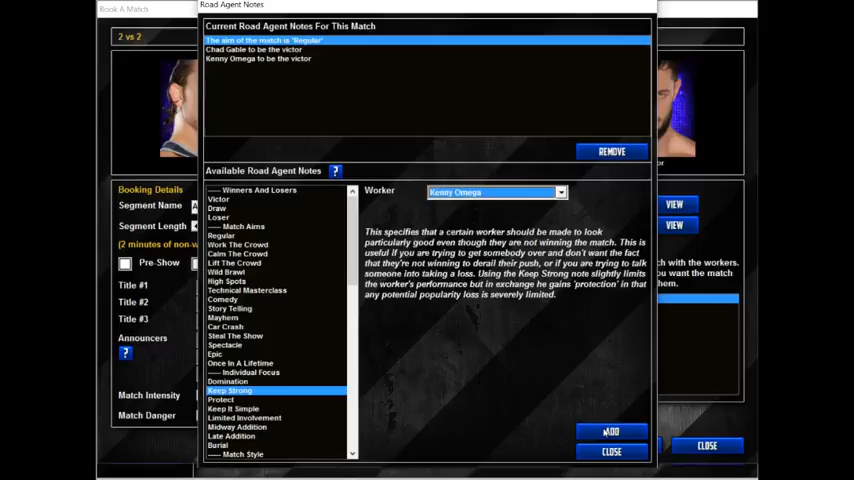 Book A Match
Road Agent Notes
2 vs 2
Current Road Agent Notes For This Match
The aim of the match is 'Regular'
Chad Gable to be the victor
Kenny Omega to be the victor
REMOVE
Available Road Agent Notes
?
----- Winners And Losers
Victor
Draw
Loser
----- Match Aims
Regular
Work The Crowd
Calm The Crowd
Lift The Crowd
Wild Brawl
High Spots
Technical Masterclass
Comedy
Story Telling
Mayhem
Car Crash
Steal The Show
Spectacle
Epic
Once In A Lifetime
----- Individual Focus
Domination
Keep Strong
Protect
Keep It Simple
Limited Involvement
Midway Addition
Late Addition
Burial
----- Match Style
Worker
Kenny Omega
This specifies that a certain worker should be made to look
particularly good even though they are not winning the match. This is
useful if you are trying to get somebody over and don't want the fact
that they're not winning to derail their push, or if you are trying to talk
someone into taking a loss. Using the Keep Strong note slightly limits
the worker's performance but in exchange he gains 'protection' in that
any potential popularity loss is severely limited.
ADD
CLOSE
Booking Details
Segment Name
A
Segment Length
(2 minutes of non-w
Pre-Show
Title #1
Title #2
Title #3
Announcers
?
Match Intensity
Match Danger
or
VIEW
VIEW
ch with the workers.
ou want the match
hem.
CLOSE